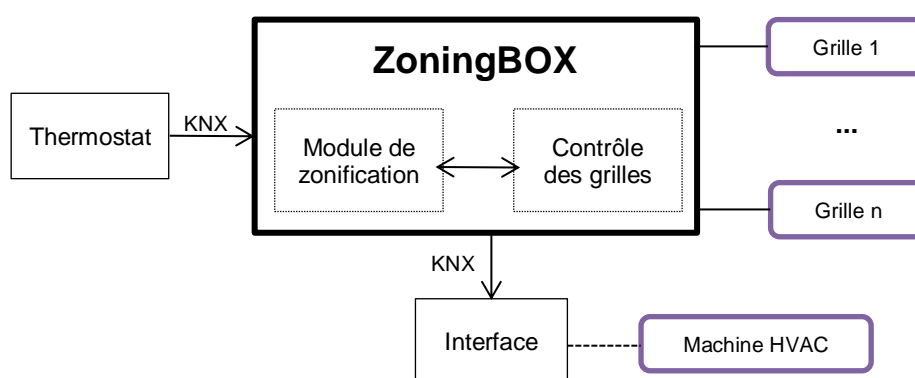 ZoningBOX
Grille 1
Thermostat
KNX
Module de
zonification
Contrôle
des grilles
...
Grille n
KNX
Interface
Machine HVAC